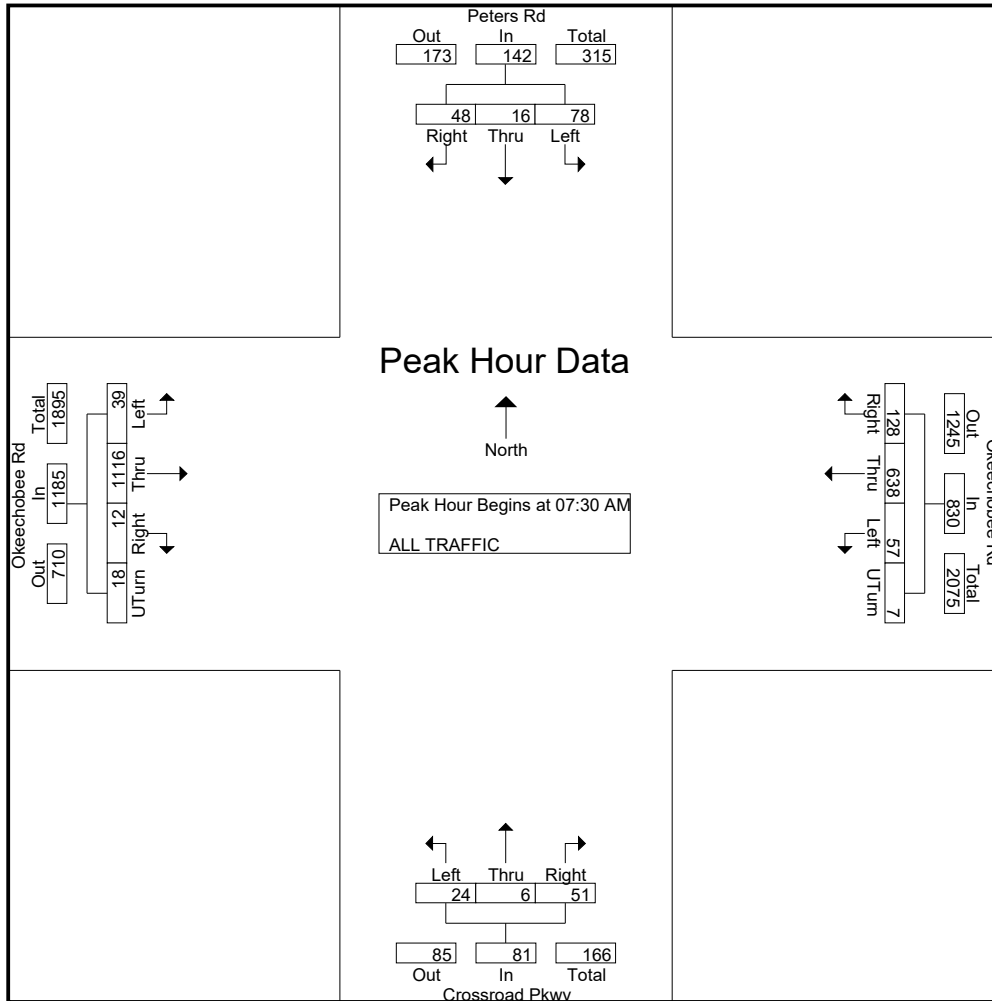 Peters Rd
Out In Total
173 142 315
48 16 78
Right Thru Left
Peak Hour Data
North
Peak Hour Begins at 07:30 AM
ALL TRAFFIC
Okeechobee Rd
Total In Out
1895 1185 710
39 1116 12 18
Left Thru Right UTurn
Right Thru Left UTurn
128 638 57 7
Out In Total
1245 830 2075
Okeechobee Rd
Left Thru Right
24 6 51
85 81 166
Out In Total
Crossroad Pkwy